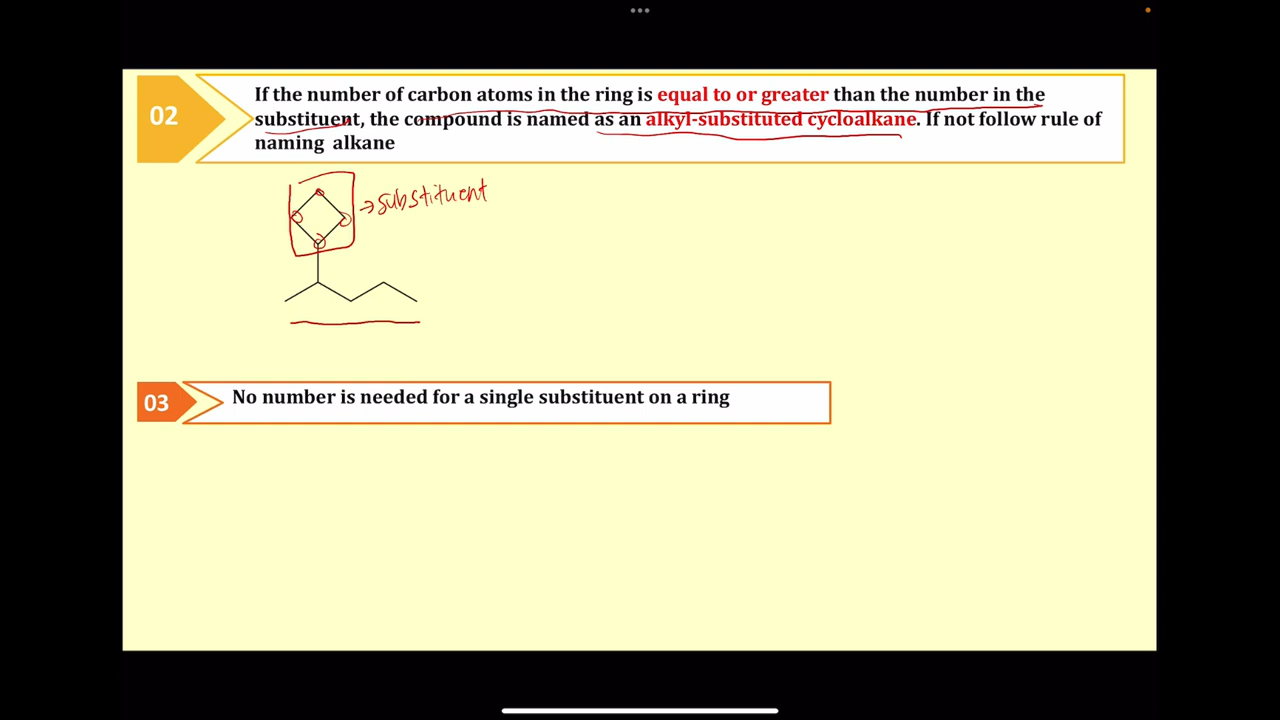 02
If the number of carbon atoms in the ring is equal to or greater than the number in the
substituent, the compound is named as an alkyl-substituted cycloalkane. If not follow rule of
naming alkane
→substituent
03
No number is needed for a single substituent on a ring